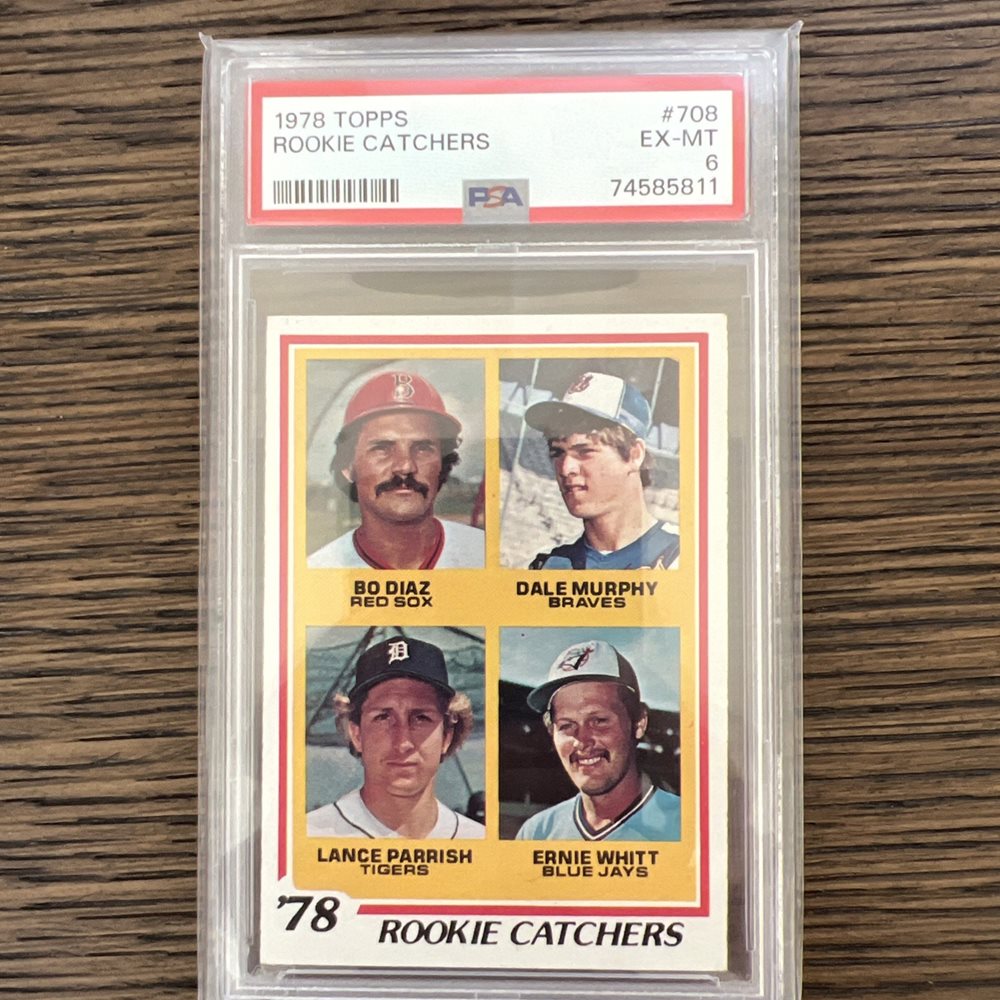 1978 TOPPS #708
ROOKIE CATCHERS EX-MT
6
PSA 74585811
B
BO DIAZ DALE MURPHY
RED SOX BRAVES
D
LANCE PARRISH ERNIE WHITT
TIGERS BLUE JAYS
'78
ROOKIE CATCHERS